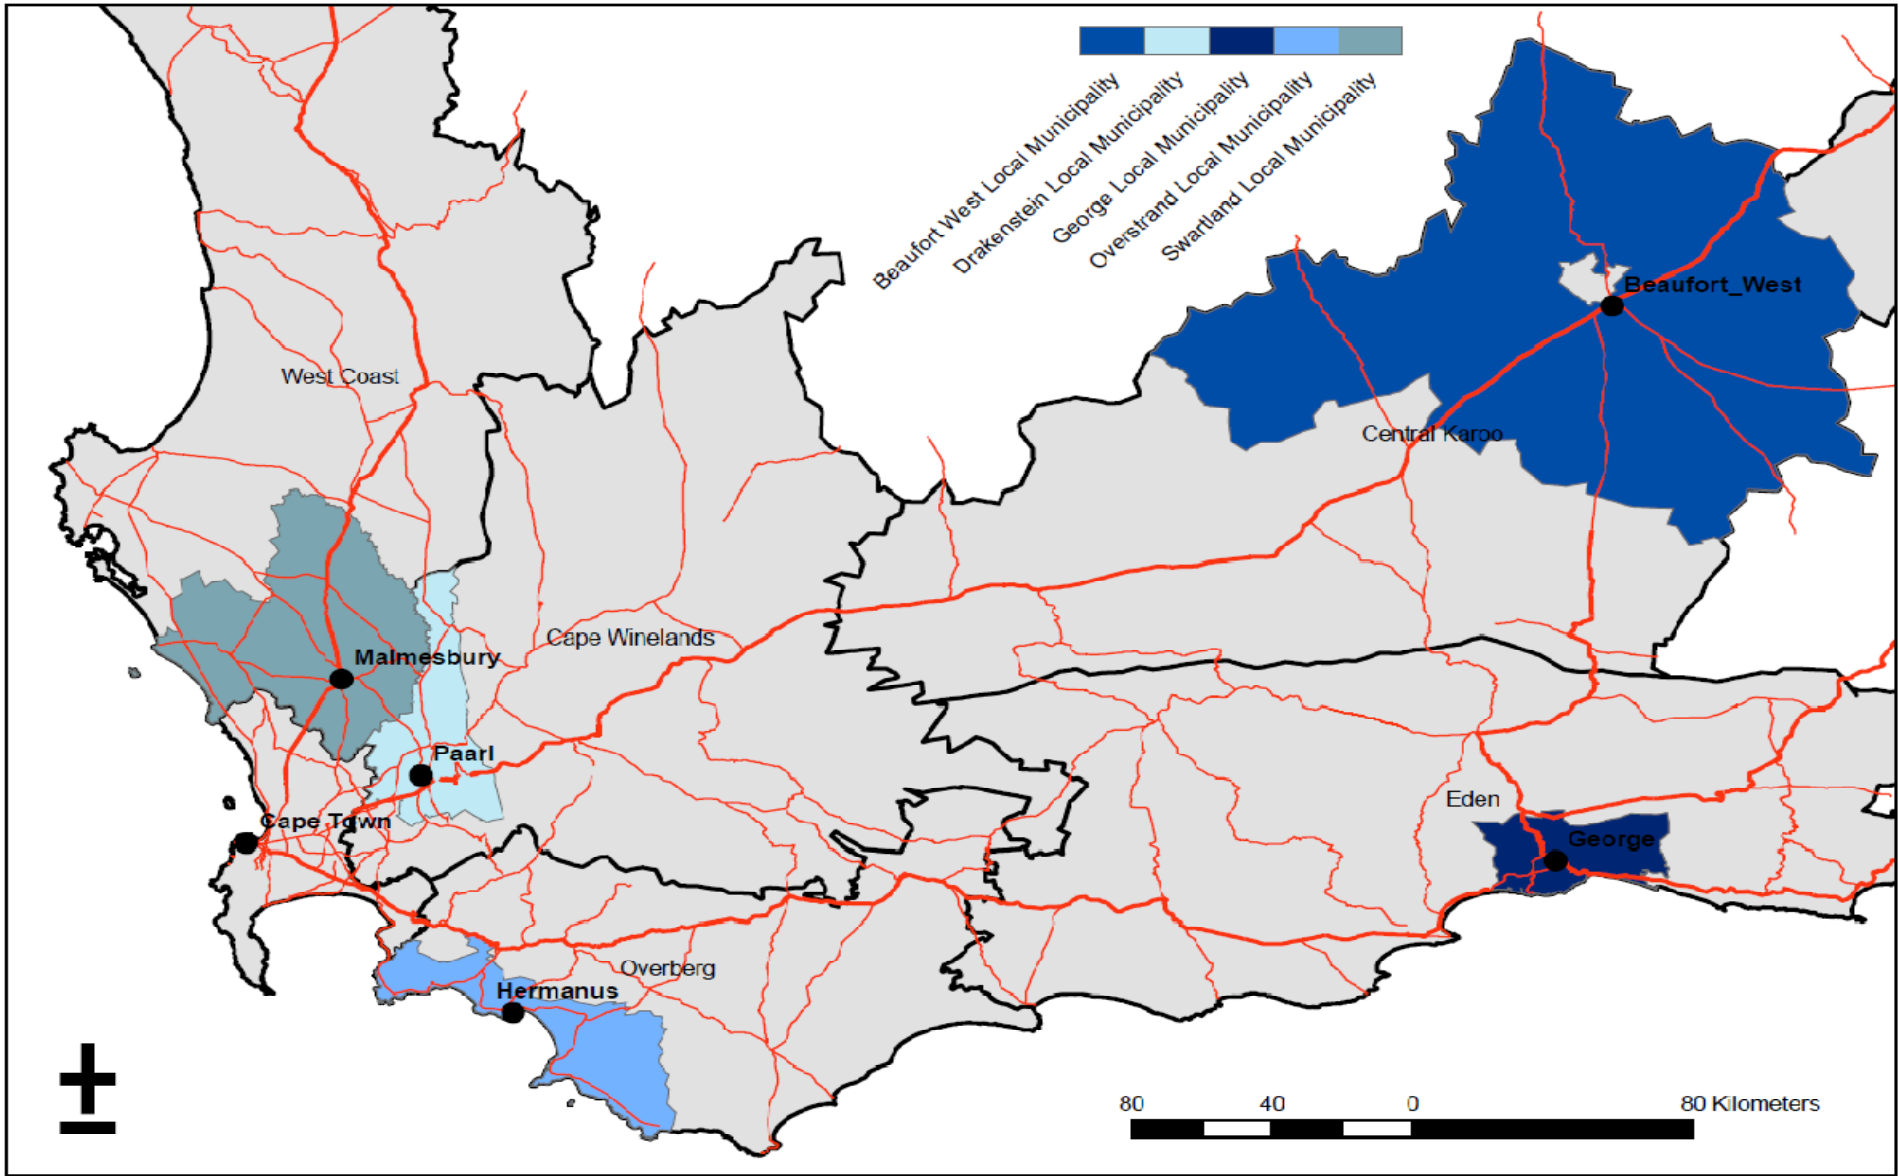 Beaufort West Local Municipality
Drakenstein Local Municipality
George Local Municipality
Overstrand Local Municipality
Swartland Local Municipality
Beaufort_West
West Coast
Central Karoo
Cape Winelands
Malmesbury
Paarl
Eden
Cape Town
George
Overberg
Hermanus
80 40 0 80 Kilometers